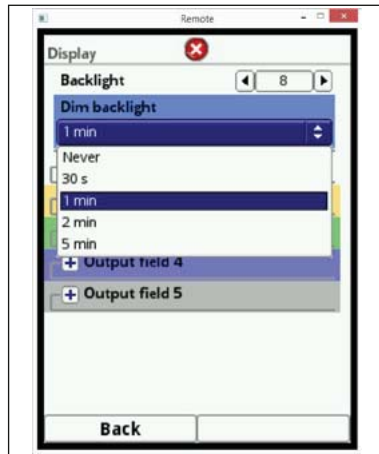 Remote
Display
Backlight
8
Dim backlight
1 min
Never
30 s
1 min
2 min
5 min
Output field 4
Output field 5
Back